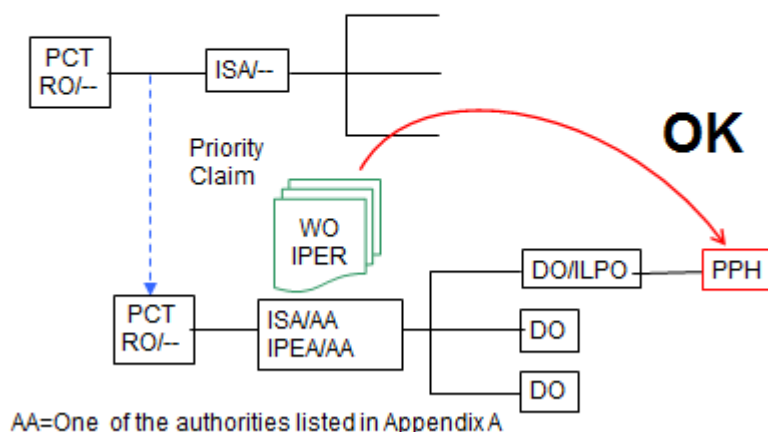 PCT
RO/--
ISA/--
OK
Priority
Claim
WO
IPER
DO/ILPO
PPH
PCT
RO/--
ISA/AA
IPEA/AA
DO
DO
AA=One of the authorities listed in Appendix A